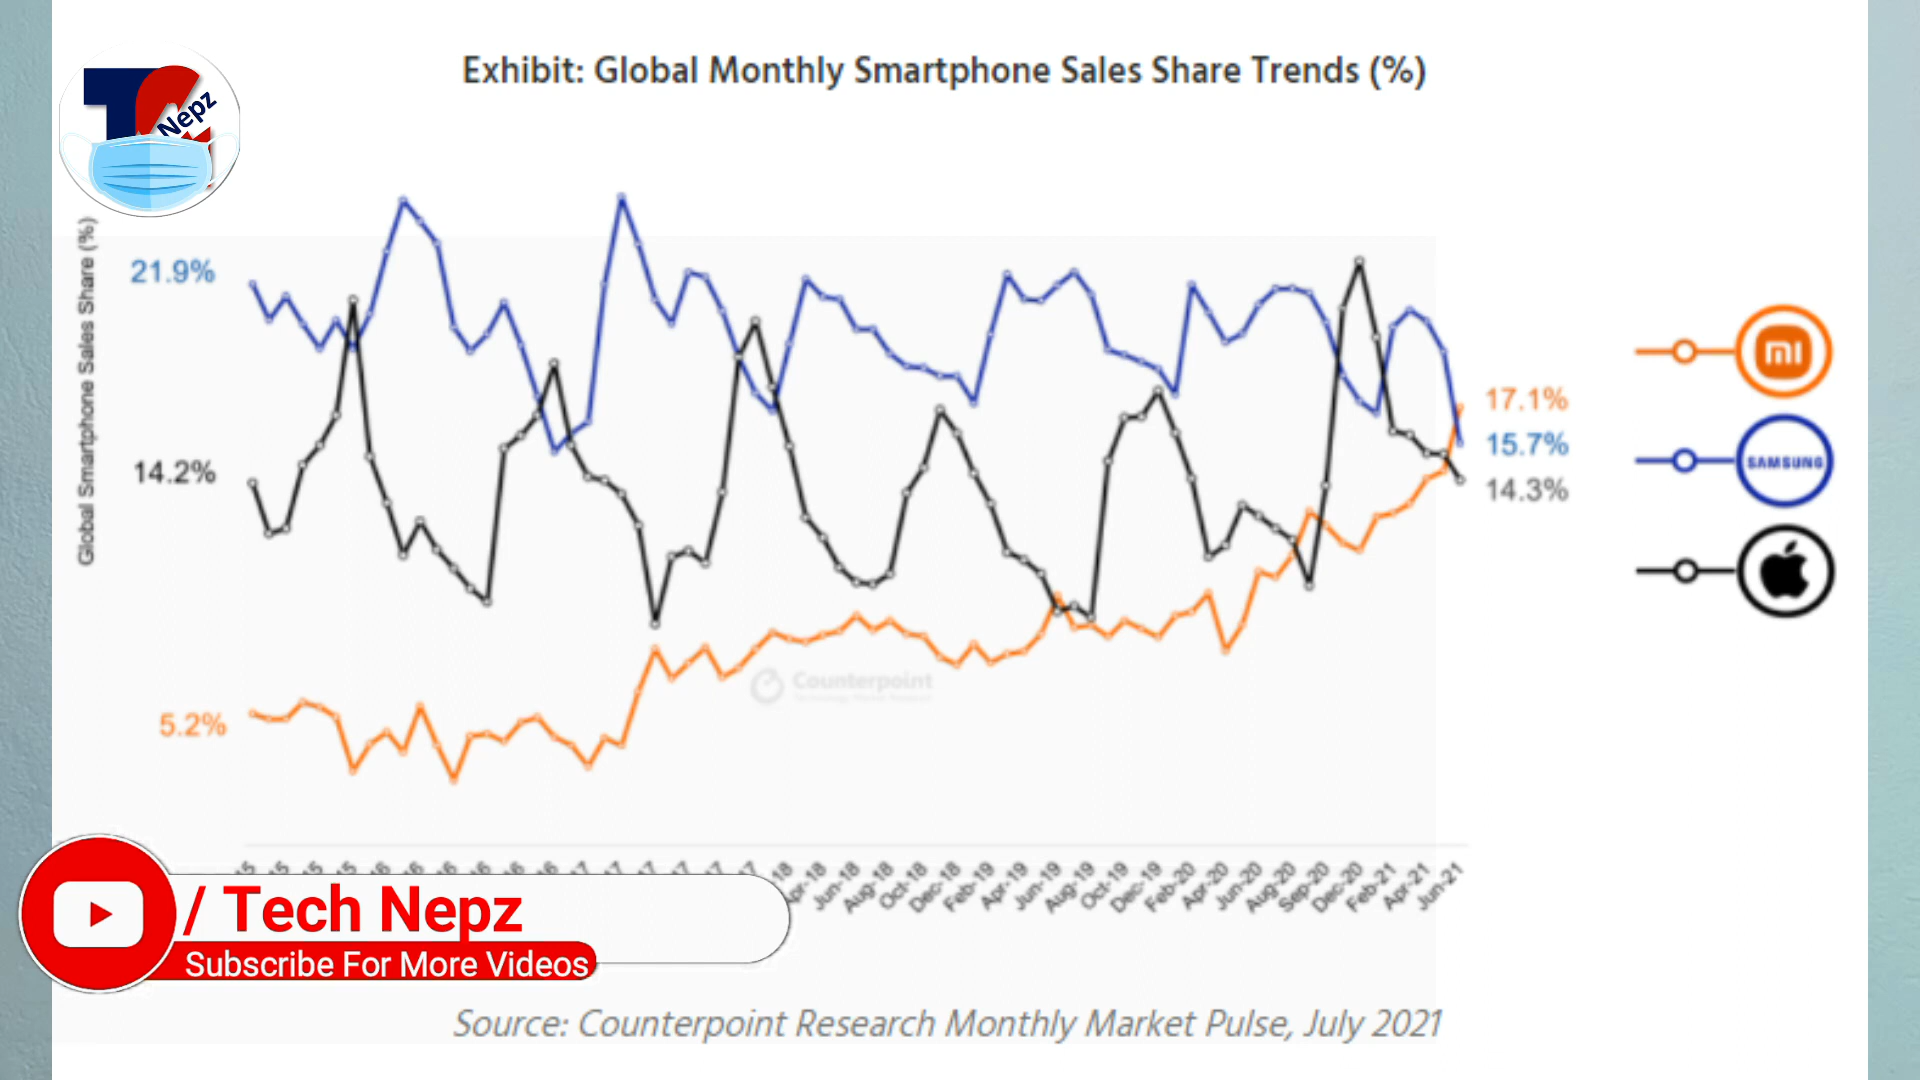 Exhibit: Global Monthly Smartphone Sales Share Trends (%)
Nepz
Global Smartphone Sales Share (%)
21.9%
14.2%
5.2%
17.1%
15.7%
14.3%
mi
SAMSUNG
Counterpoint
Apr-18
Jun-18
Aug-18
Oct-18
Dec-18
Feb-19
Apr-19
Jun-19
Aug-19
Oct-19
Dec-19
Feb-20
Apr-20
Jun-20
Aug-20
Sep-20
Dec-20
Feb-21
Apr-21
Jun-21
/ Tech Nepz
Subscribe For More Videos
Source: Counterpoint Research Monthly Market Pulse, July 2021